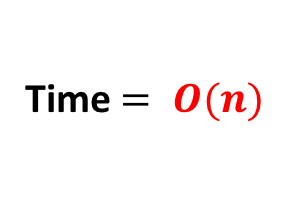 Time = O(n)